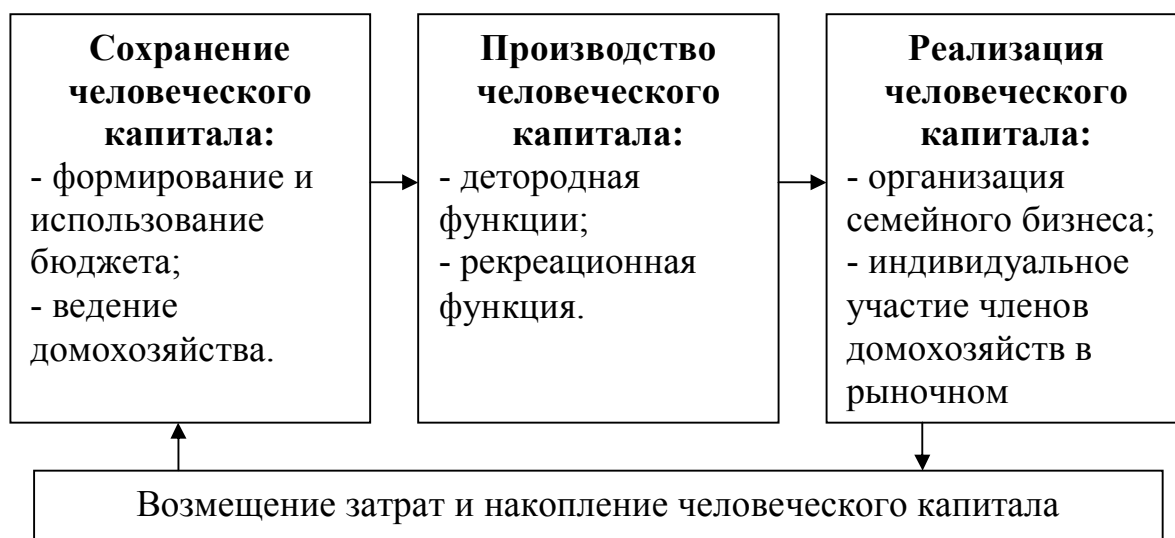 Сохранение
человеческого
капитала:
- формирование и
использование
бюджета;
- ведение
домохозяйства.
Производство
человеческого
капитала:
- детородная
функции;
- рекреационная
функция.
Реализация
человеческого
капитала:
- организация
семейного бизнеса;
- индивидуальное
участие членов
домохозяйств в
рыночном
Возмещение затрат и накопление человеческого капитала